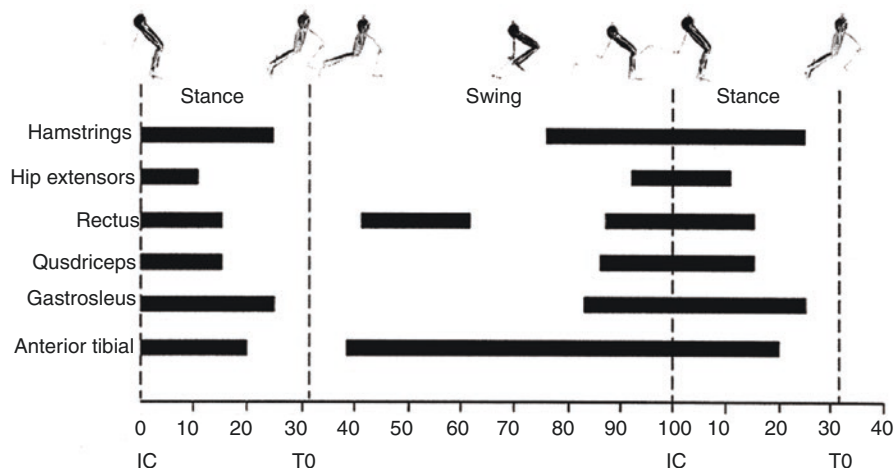 Stance Swing Stance
Hamstrings
Hip extensors
Rectus
Qusdriceps
Gastrosleus
Anterior tibial
0 10 20 30 40 50 60 70 80 90 100 10 20 30 40
IC T0 IC T0